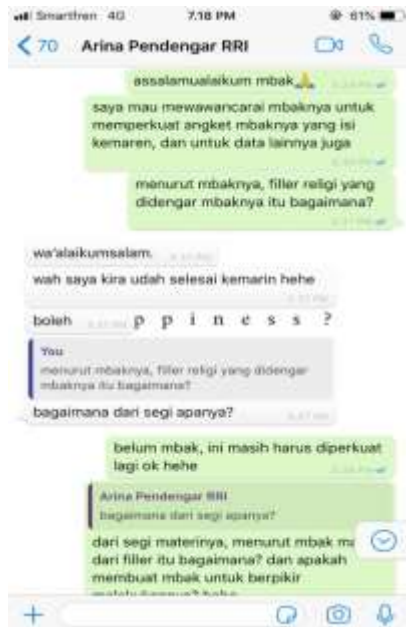 Smartfren 4G 7.18 PM 61%
70 Arina Pendengar RRI
assalamualaikum mbak
saya mau mewawancarai mbaknya untuk
memperkuat angket mbaknya yang isi
kemaren, dan untuk data lainnya
juga
menurut mbaknya, filler religi yang
didengar mbaknya itu bagaimana?
wa'alaikumsalam.
wah saya kira udah selesai kemarin hehe
boleh
p p i n e s s ?
You
menurut mbaknya, filler religi yang didengar
mbaknya itu bagaimana?
bagaimana dari segi apanya?
belum mbak, ini masih harus diperkuat
lagi ok hehe
Arina Pendengar RRI
bagaimana dari segi apanya?
dari segi materinya, menurut mbak
dari filler itu bagaimana? dan apakah
membuat mbak untuk berpikir